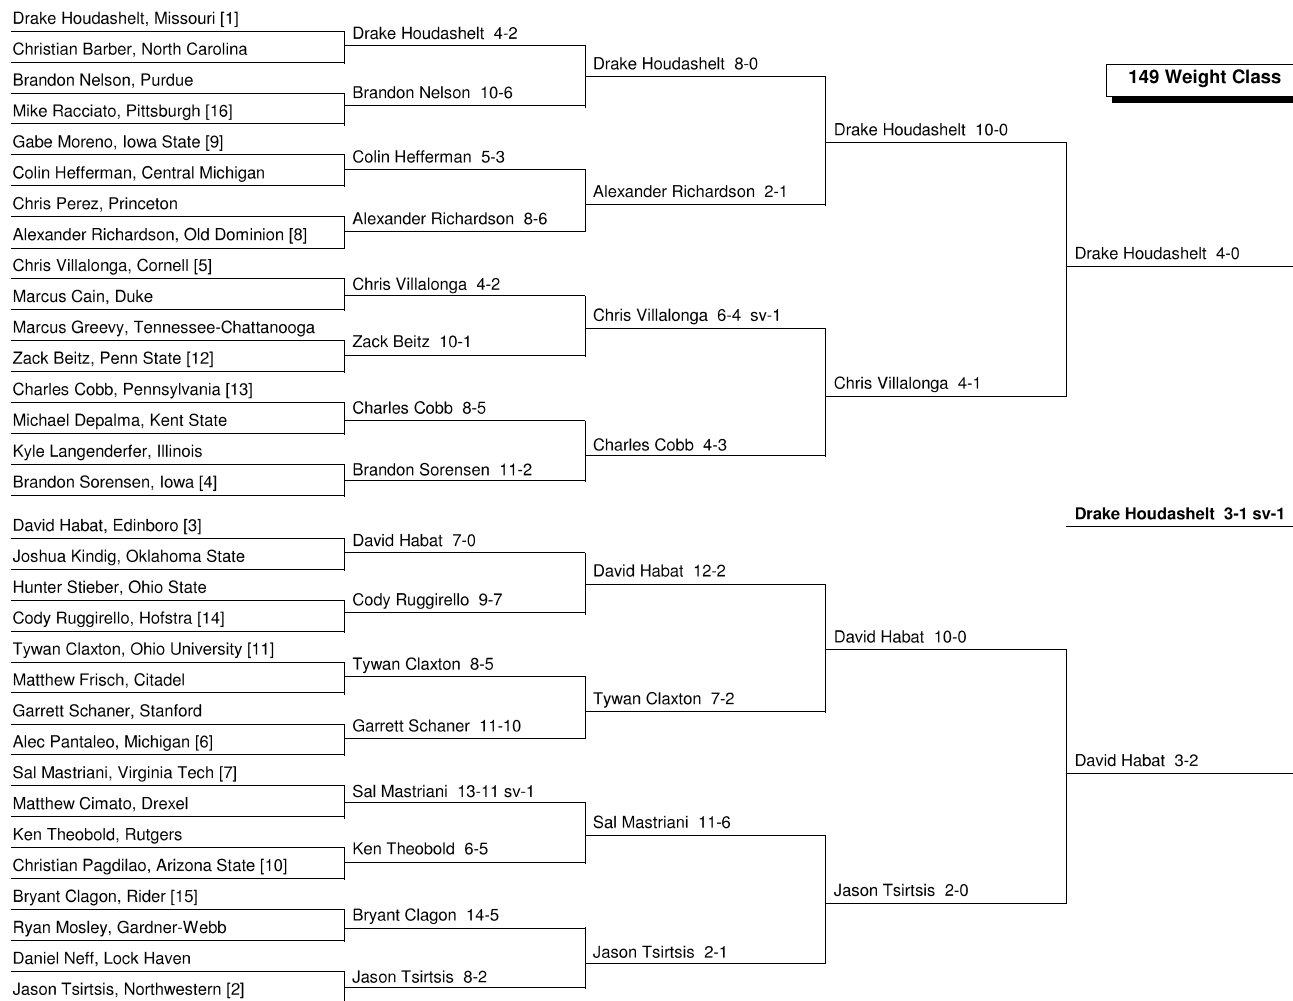 Drake Houdashelt, Missouri [1]
Christian Barber, North Carolina
Brandon Nelson, Purdue
Mike Racciato, Pittsburgh [16]
Gabe Moreno, Iowa State [9]
Colin Hefferman, Central Michigan
Chris Perez, Princeton
Alexander Richardson, Old Dominion [8]
Chris Villalonga, Cornell [5]
Marcus Cain, Duke
Marcus Greevy, Tennessee-Chattanooga
Zack Beitz, Penn State [12]
Charles Cobb, Pennsylvania [13]
Michael Depalma, Kent State
Kyle Langenderfer, Illinois
Brandon Sorensen, Iowa [4]
David Habat, Edinboro [3]
Joshua Kindig, Oklahoma State
Hunter Stieber, Ohio State
Cody Ruggirello, Hofstra [14]
Tywan Claxton, Ohio University [11]
Matthew Frisch, Citadel
Garrett Schaner, Stanford
Alec Pantaleo, Michigan [6]
Sal Mastriani, Virginia Tech [7]
Matthew Cimato, Drexel
Ken Theobold, Rutgers
Christian Pagdilao, Arizona State [10]
Bryant Clagon, Rider [15]
Ryan Mosley, Gardner-Webb
Daniel Neff, Lock Haven
Jason Tsirtsis, Northwestern [2]
Drake Houdashelt 4-2
Brandon Nelson 10-6
Colin Hefferman 5-3
Alexander Richardson 8-6
Chris Villalonga 4-2
Zack Beitz 10-1
Charles Cobb 8-5
Brandon Sorensen 11-2
David Habat 7-0
Cody Ruggirello 9-7
Tywan Claxton 8-5
Garrett Schaner 11-10
Sal Mastriani 13-11 sv-1
Ken Theobold 6-5
Bryant Clagon 14-5
Jason Tsirtsis 8-2
Drake Houdashelt 8-0
Alexander Richardson 2-1
Chris Villalonga 6-4 sv-1
Charles Cobb 4-3
David Habat 12-2
Tywan Claxton 7-2
Sal Mastriani 11-6
Jason Tsirtsis 2-1
Drake Houdashelt 10-0
Chris Villalonga 4-1
David Habat 10-0
Jason Tsirtsis 2-0
149 Weight Class
Drake Houdashelt 4-0
Drake Houdashelt 3-1 sv-1
David Habat 3-2